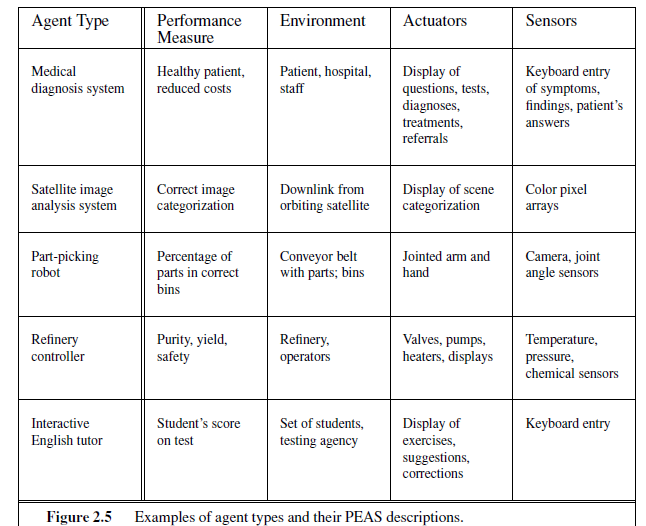 Agent Type Performance Measure Environment Actuators Sensors
Medical diagnosis system
Healthy patient, reduced costs
Patient, hospital, staff
Display of questions, tests, diagnoses, treatments, referrals
Keyboard entry of symptoms, findings, patient's answers
Satellite image analysis system
Correct image categorization
Downlink from orbiting satellite
Display of scene categorization
Color pixel arrays
Part-picking robot
Percentage of parts in correct bins
Conveyor belt with parts; bins
Jointed arm and hand
Camera, joint angle sensors
Refinery controller
Purity, yield, safety
Refinery, operators
Valves, pumps, heaters, displays
Temperature, pressure, chemical sensors
Interactive English tutor
Student's score on test
Set of students, testing agency
Display of exercises, suggestions, corrections
Keyboard entry
Figure 2.5 Examples of agent types and their PEAS descriptions.